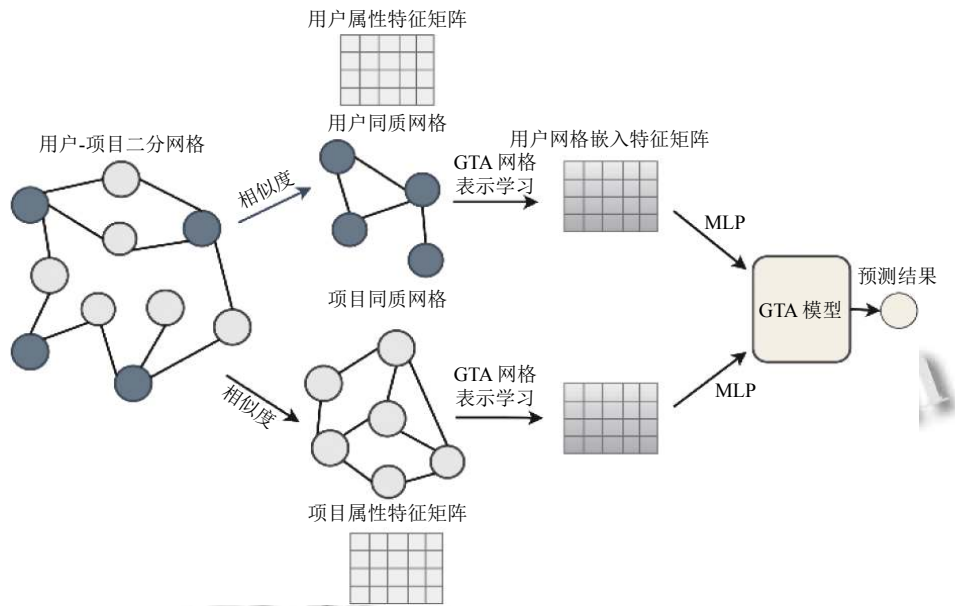 用户属性特征矩阵
用户同质网格
用户-项目二分网格
相似度
GTA 网格
表示学习
用户网格嵌入特征矩阵
MLP
GTA 模型
预测结果
项目同质网格
相似度
GTA 网格
表示学习
MLP
项目属性特征矩阵